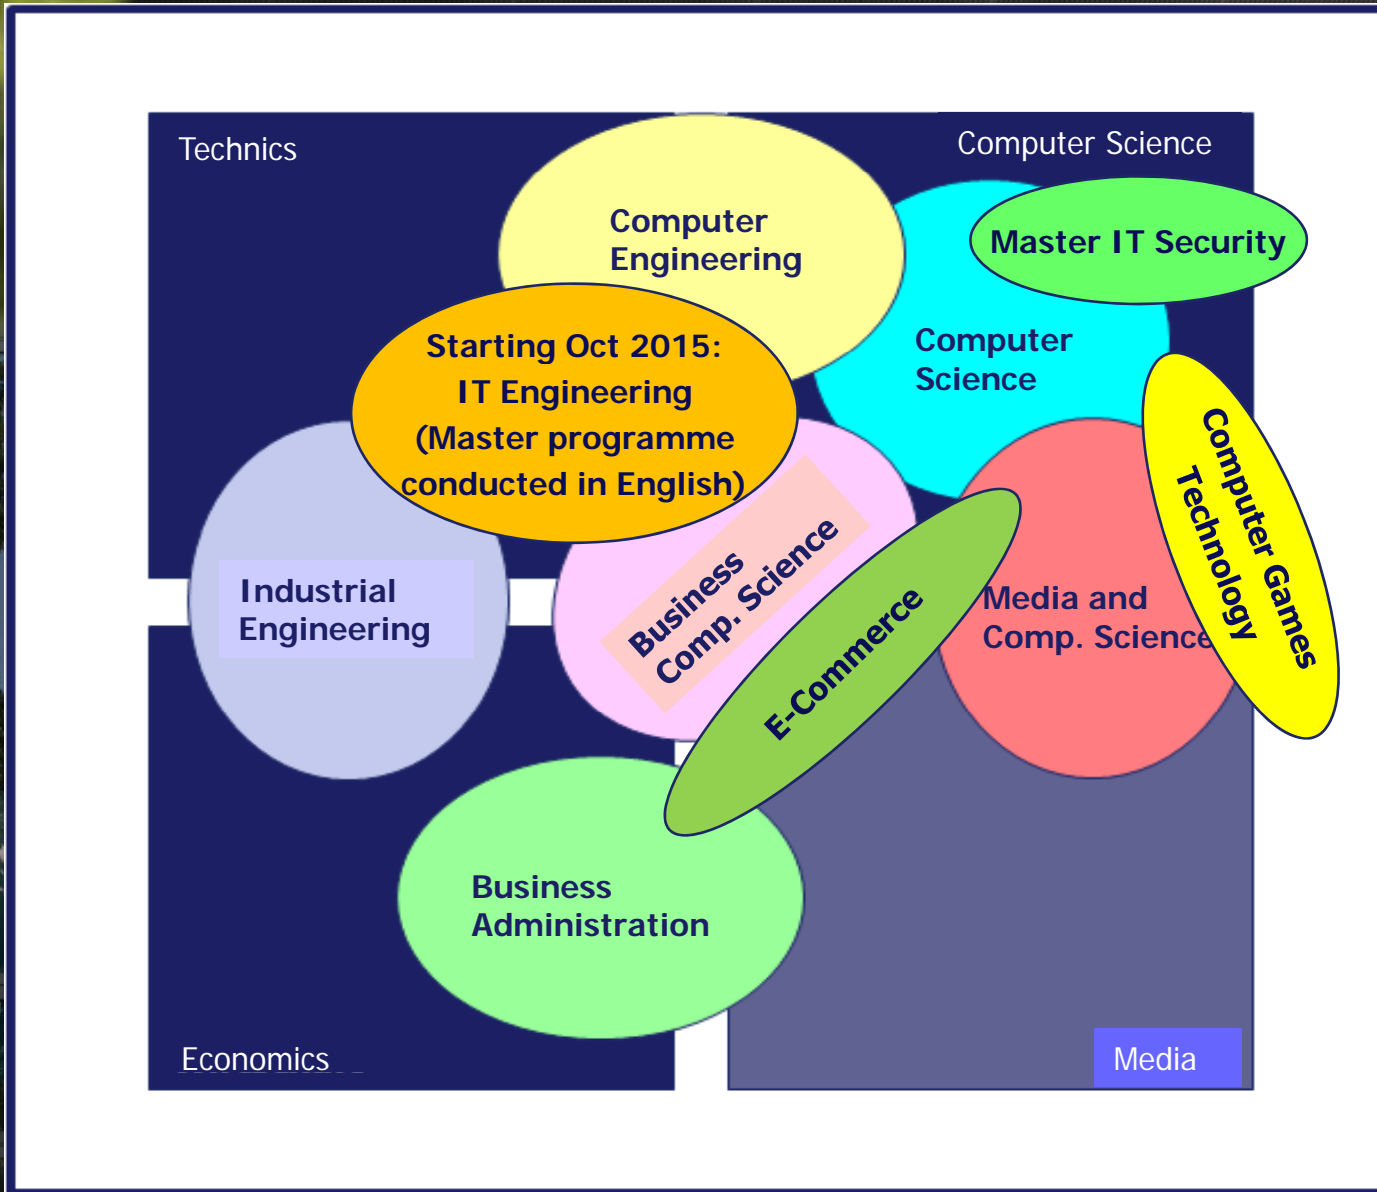 Technics
Computer Science
Computer
Engineering
Master IT Security
Starting Oct 2015:
IT Engineering
(Master programme
conducted in English)
Computer
Science
Computer Games
Technology
Industrial
Engineering
Business
Comp. Science
E-Commerce
Media and
Comp. Science
Business
Administration
Economics
Media